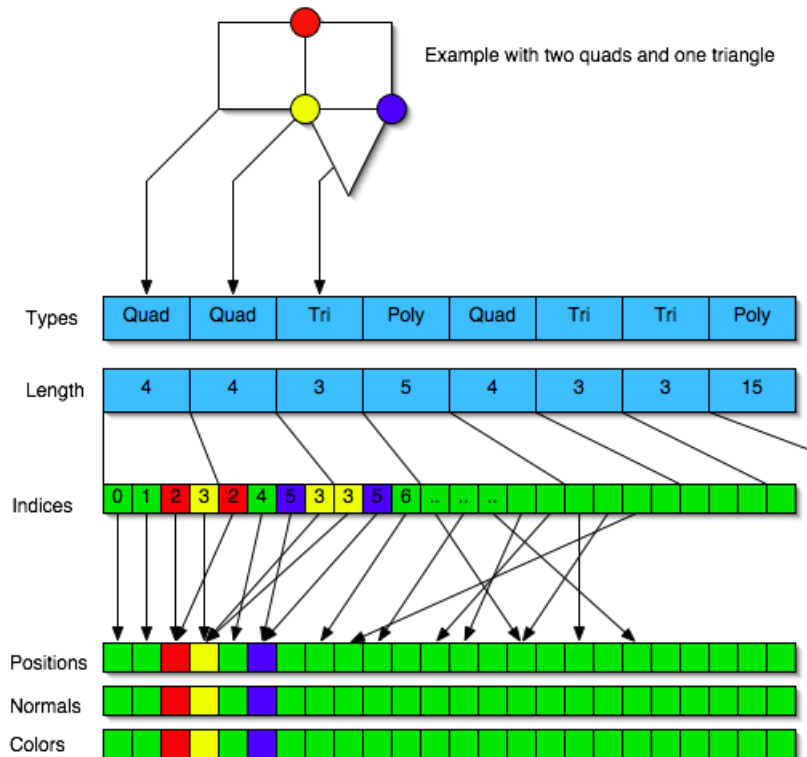 Example with two quads and one triangle
Types Quad Quad Tri Poly Quad Tri Tri Poly
Length 4 4 3 5 4 3 3 15
Indices 0 1 2 3 2 4 5 3 3 5 6 .. .. ..
Positions
Normals
Colors